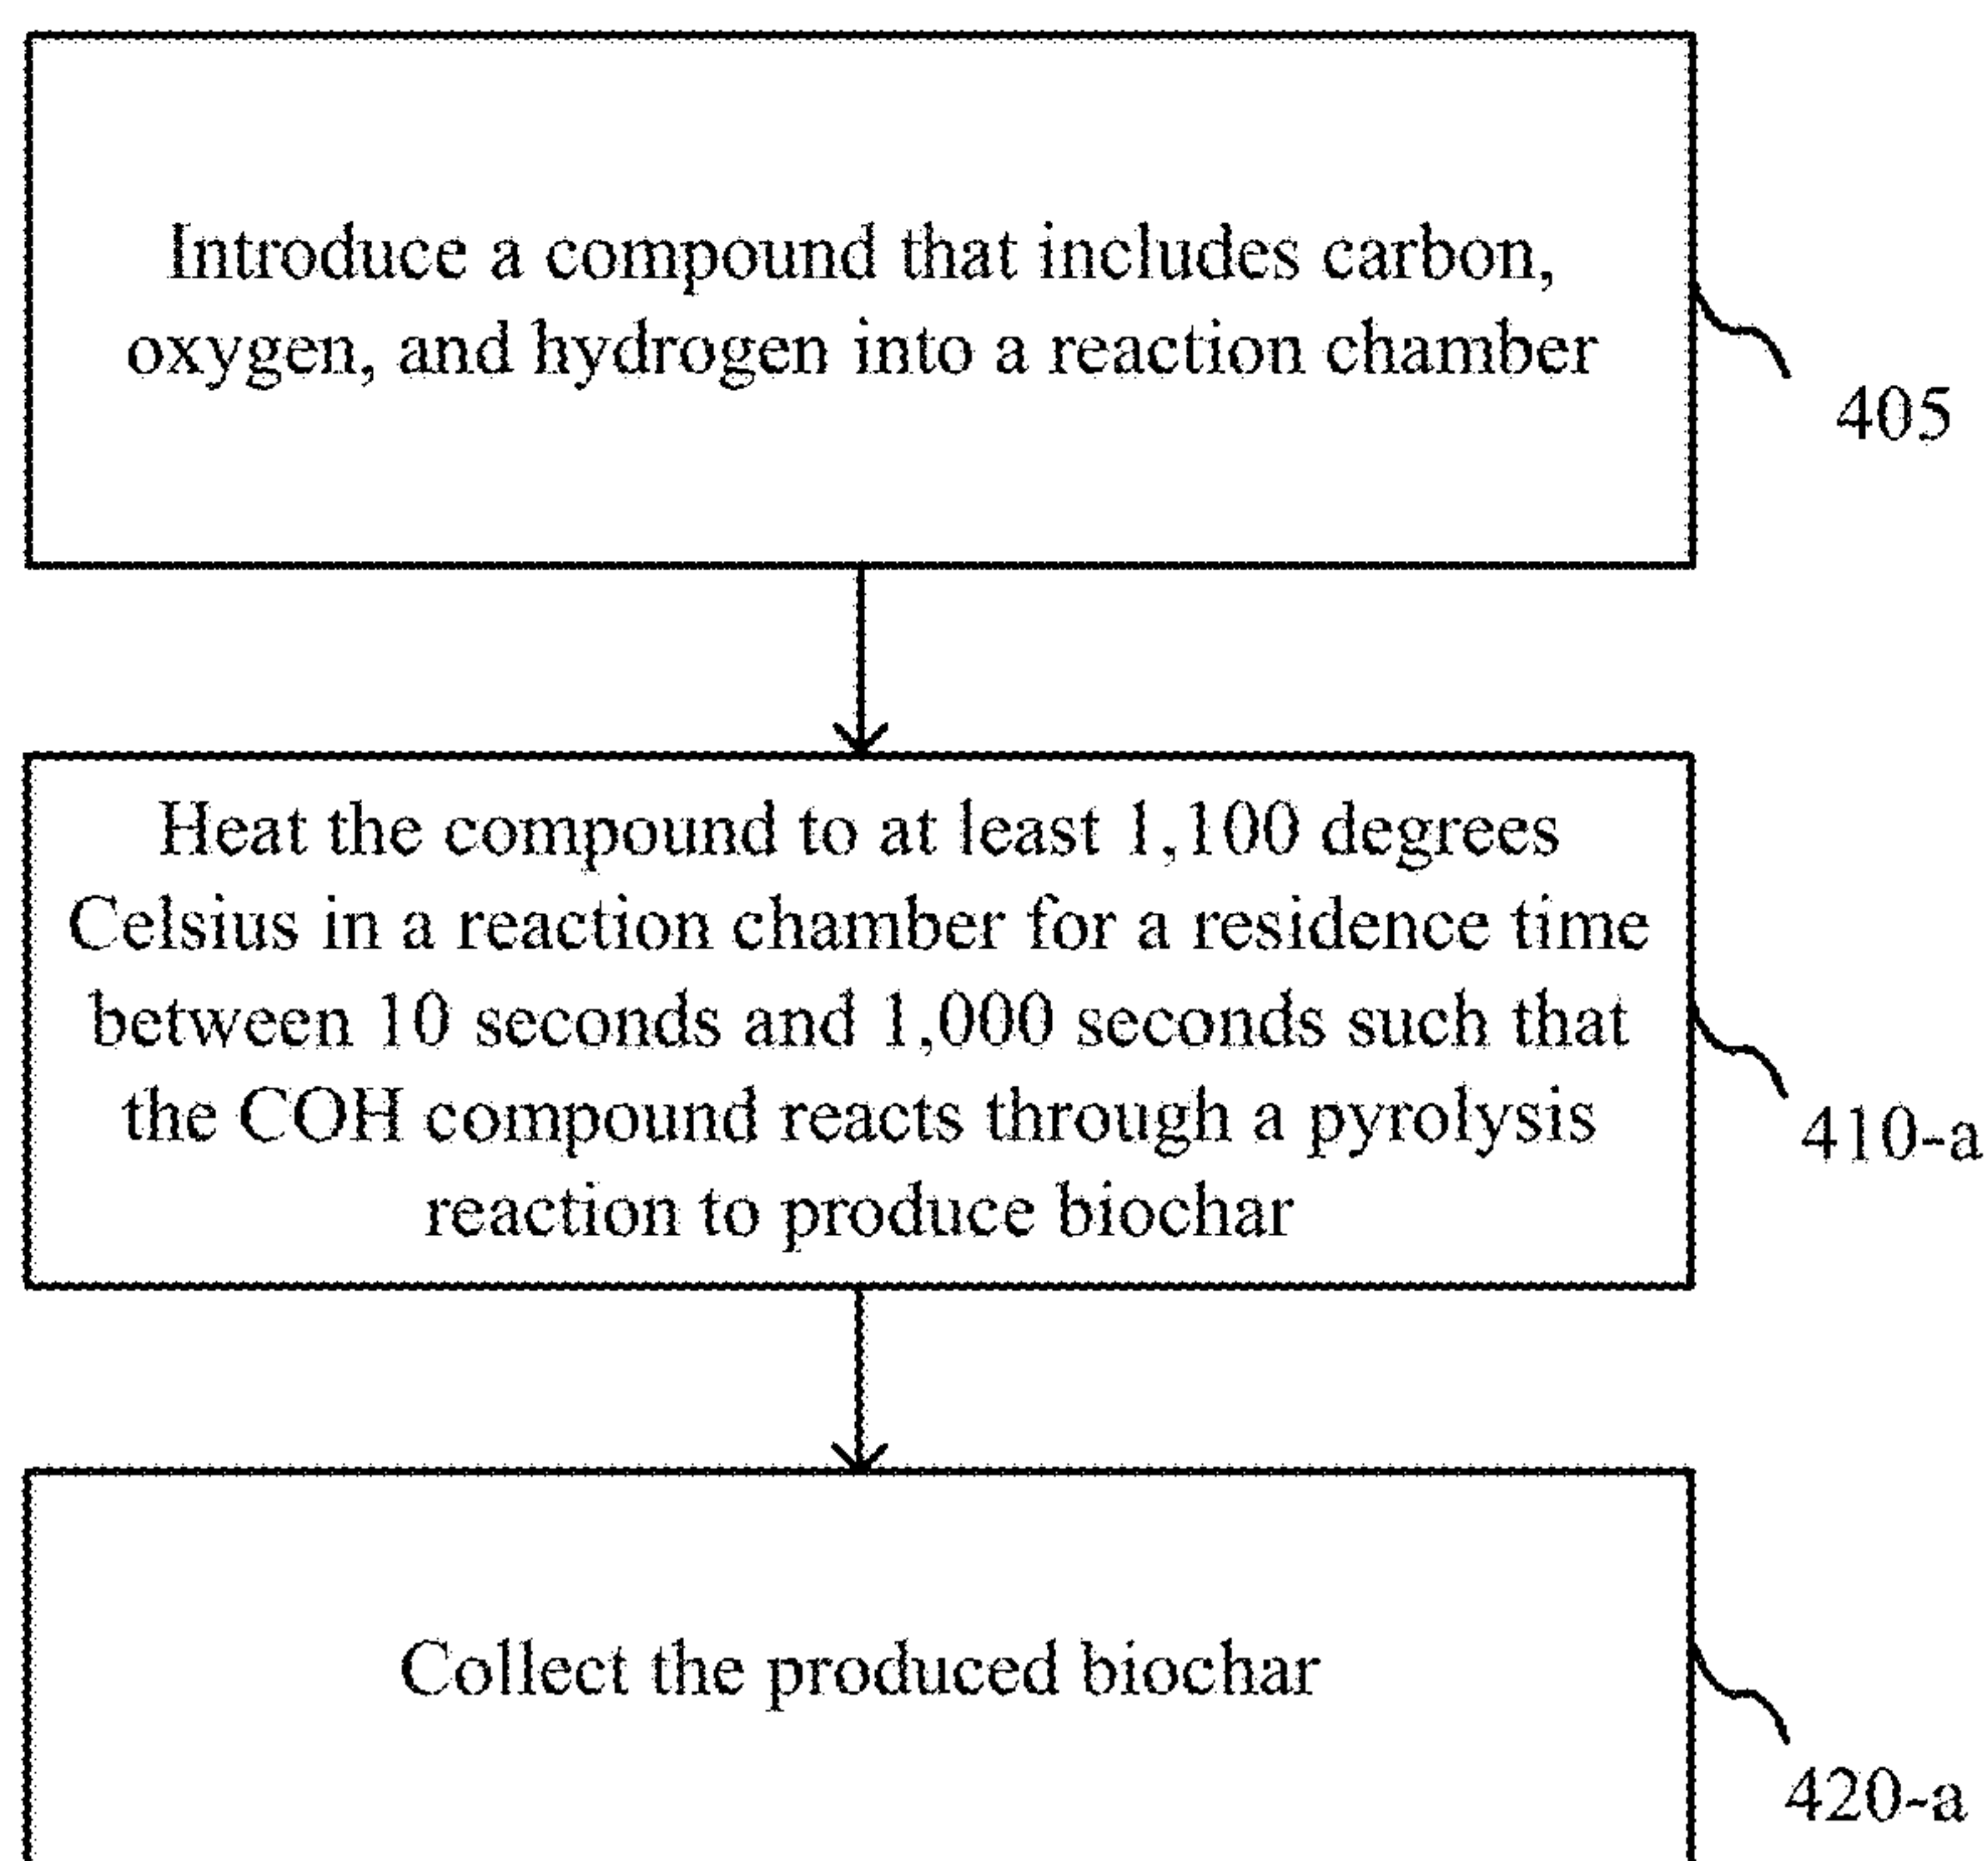 Introduce a compound that includes carbon,
oxygen, and hydrogen into a reaction chamber
405
Heat the compound to at least 1,100 degrees
Celsius in a reaction chamber for a residence time
between 10 seconds and 1,000 seconds such that
the COH compound reacts through a pyrolysis
reaction to produce biochar
410-a
Collect the produced biochar
420-a